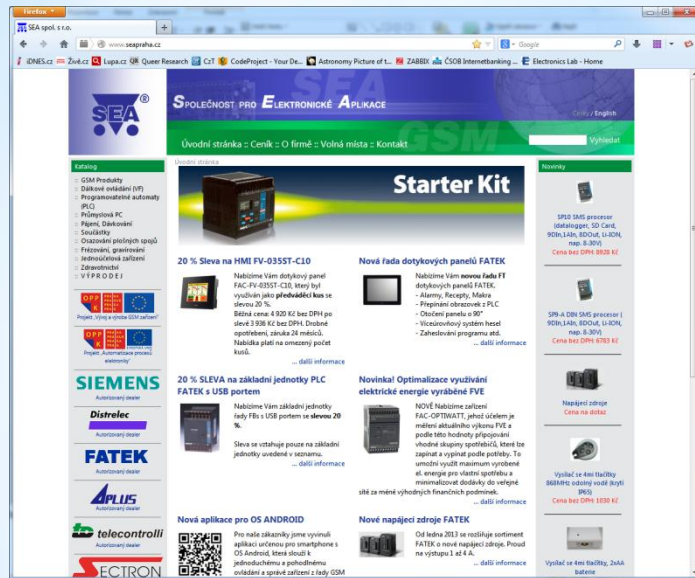 Firefox
SEA spol. s r.o.
www.seapraha.cz
Google
iDNES.cz
Živě.cz
Lupa.cz
Queer Research
CzT
CodeProject - Your De...
Astronomy Picture of t...
ZABBIX
ČSOB Internetbanking ...
Electronics Lab - Home
SEA
®
SPOLEČNOST PRO ELEKTRONICKÉ APLIKACE
SEA
GSM
Česky / English
Úvodní stránka :: Ceník :: O firmě :: Volná místa :: Kontakt
Vyhledat
Katalog
:: GSM Produkty
:: Dálkové ovládání (VF)
:: Programovatelné automaty
(PLC)
:: Průmyslová PC
:: Pájení, Dávkování
:: Součástky
:: Osazování plošných spojů
:: Frézování, gravírování
:: Jednoúčelová zařízení
:: Zdravotnictví
:: V Ý P R O D E J
Projekt „Vývoj a výroba GSM zařízení“
Projekt „Automatizace procesů
elektroniky“
SIEMENS
Autorizovaný dealer
Distrelec
Autorizovaný dealer
FATEK
Autorizovaný dealer
APLUS
Autorizovaný dealer
telecontrolli
Autorizovaný dealer
SECTRON
Úvodní stránka
Starter Kit
20 % Sleva na HMI FV-035ST-C10
Nabízíme Vám dotykový panel
FAC-FV-035ST-C10, který byl
využíván jako předváděcí kus se
slevou 20 %.
Běžná cena: 4 920 Kč bez DPH po
slevě 3 936 Kč bez DPH. Drobné
opotřebení, záruka 24 měsíců.
Nabídka platí na omezený počet
kusů.
... další informace
Nová řada dotykových panelů FATEK
Nabízíme Vám novou řadu FT
dotykových panelů FATEK.
- Alarmy, Recepty, Makra
- Přepínání obrazovek z PLC
- Otočení panelu o 90°
- Víceúrovňový systém hesel
- Zaheslování programu atd.
... další informace
20 % SLEVA na základní jednotky PLC
FATEK s USB portem
Nabízíme Vám základní jednotky
řady FBs s USB portem se slevou 20
%.
Sleva se vztahuje pouze na základní
jednotky uvedené v seznamu.
... další informace
Novinka! Optimalizace využívání
elektrické energie vyráběné FVE
NOVĚ Nabízíme zařízení
FAC-OPTIWATT, jehož účelem je
měření aktuálního výkonu FVE a
podle této hodnoty připojování
vhodné skupiny spotřebičů, které lze
zapínat a vypínat podle potřeby. To
umožní využít maximum vyrobené
el. energie pro vlastní spotřebu a
minimalizovat dodávky do veřejné
sítě za méně výhodných finančních podmínek.
... další informace
Nová aplikace pro OS ANDROID
Pro naše zákazníky jsme vyvinuli
aplikaci určenou pro smartphone s
OS Android, která slouží k
jednoduchému a pohodlnému
ovládání a správě zařízení z řady GSM
Nové napájecí zdroje FATEK
Od ledna 2013 se rozšiřuje sortiment
FATEK o nové napájecí zdroje. Proud
na výstupu 1 až 4 A.
... další informace
Novinky
SP10 SMS procesor
(datalogger, SD Card,
9DIn,1AIn, 8DOut, Li-ION,
nap. 8-30V)
Cena bez DPH: 8928 Kč
SP9-A DIN SMS procesor (
9DIn,1AIn, 8DOut, Li-ION,
nap. 8-30V)
Cena bez DPH: 6783 Kč
Napájecí zdroje
Cena na dotaz
Vysílač se 4mi tlačítky
868MHz odolný vodě (krytí
IP65)
Cena bez DPH: 1030 Kč
Vysílač se 4mi tlačítky, 2xAA
baterie